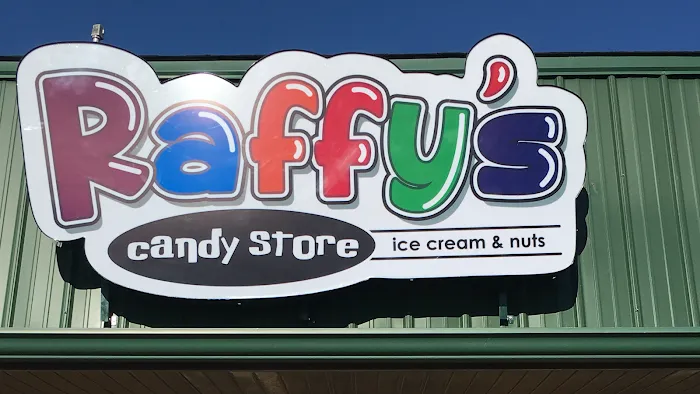 Raffy's
candy store
ice cream & nuts